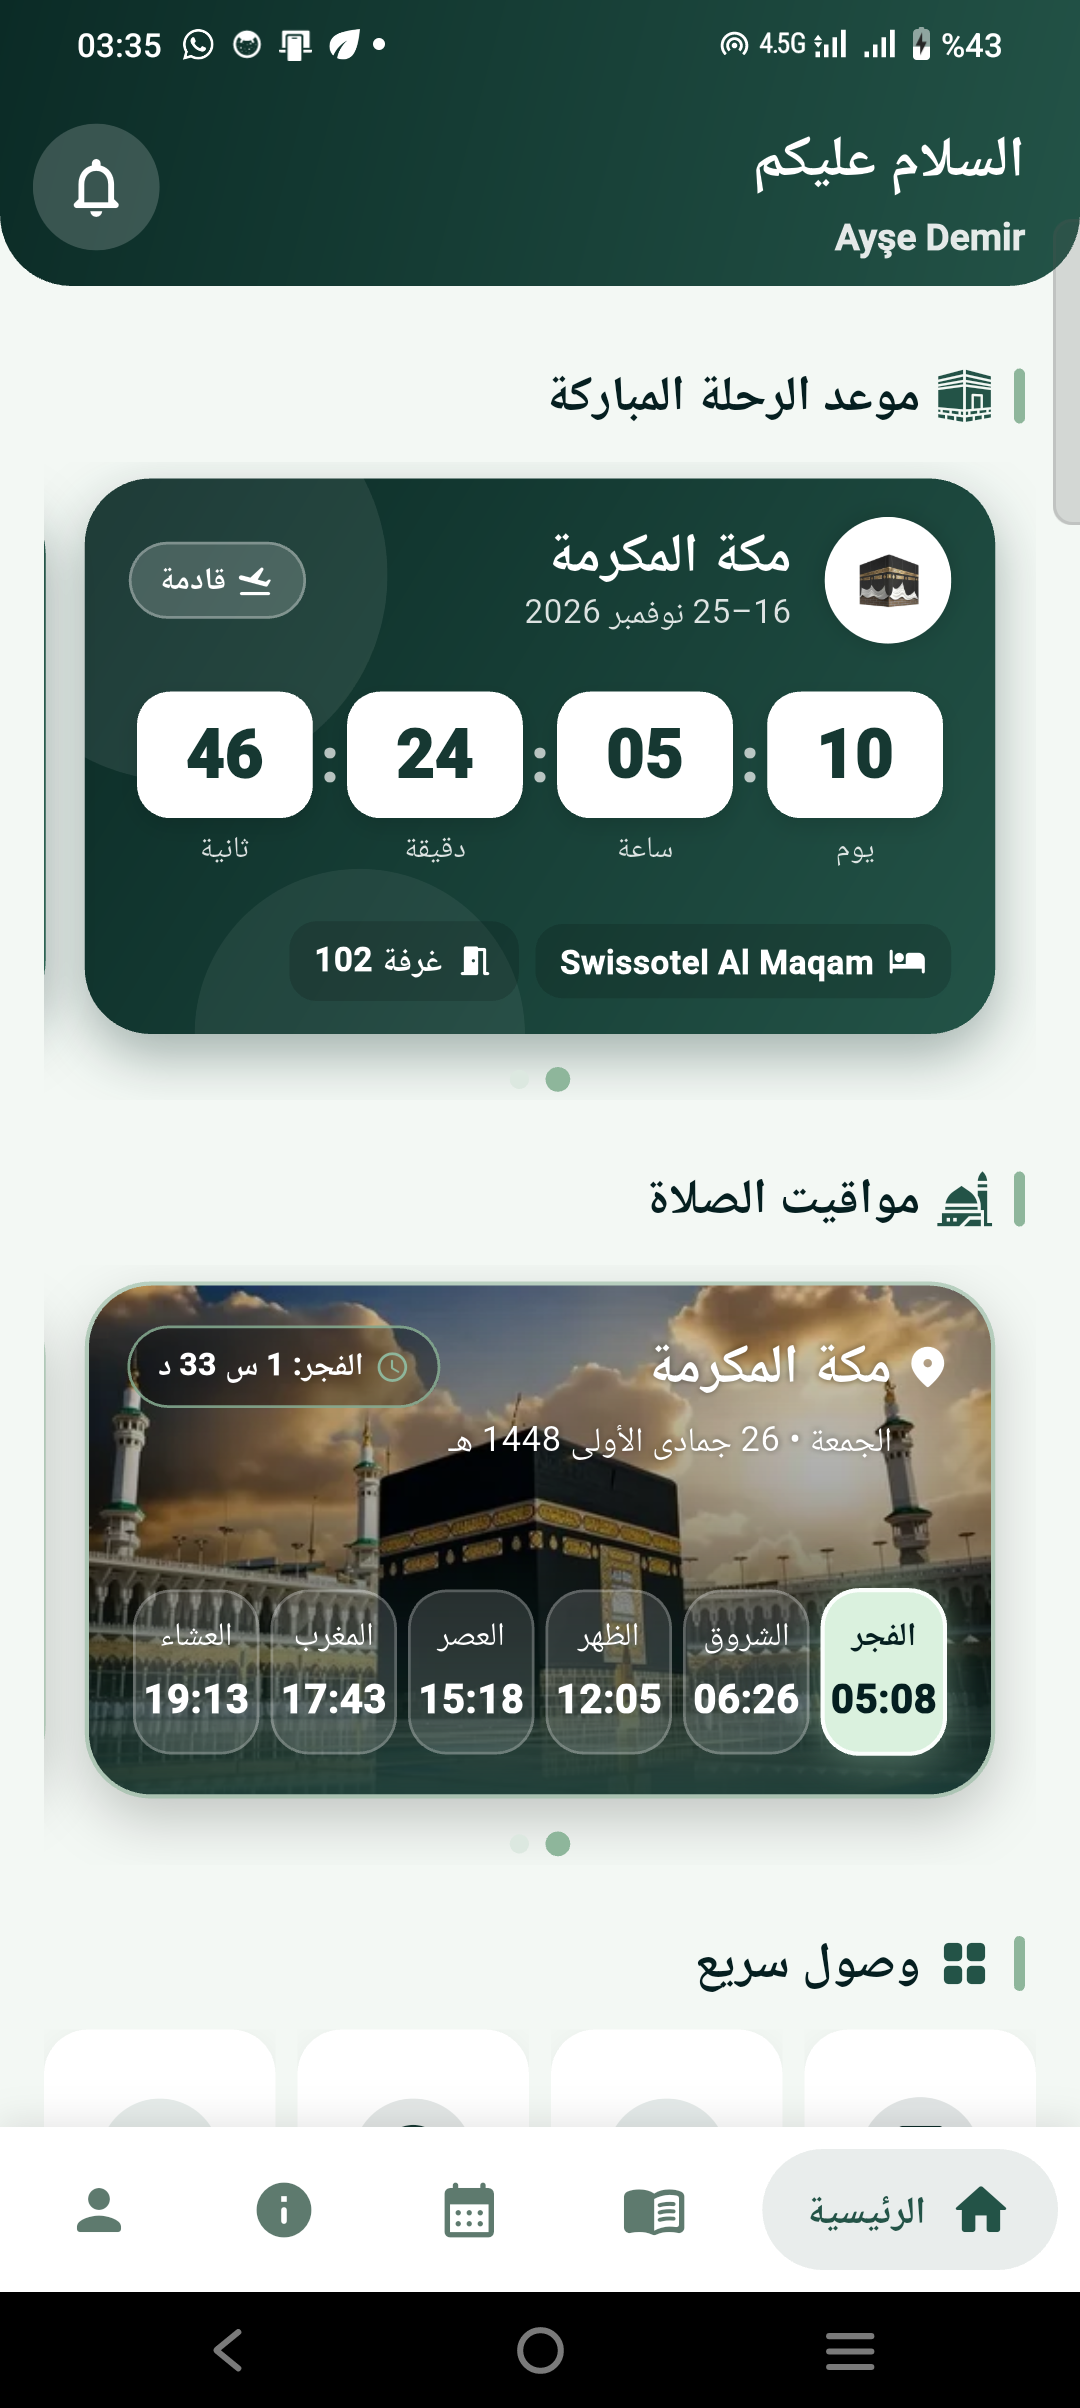 03:35
4.5G
%43
السلام عليكم
Ayşe Demir
موعد الرحلة المباركة
مكة المكرمة
16–25 نوفمبر 2026
قادمة
10 : 05 : 24 : 46
يوم ساعة دقيقة ثانية
Swissotel Al Maqam
غرفة 102
مواقيت الصلاة
مكة المكرمة
الفجر: 1 س 33 د
الجمعة • 26 جمادى الأولى 1448 هـ
الفجر الشروق الظهر العصر المغرب العشاء
05:08 06:26 12:05 15:18 17:43 19:13
وصول سريع
الرئيسية